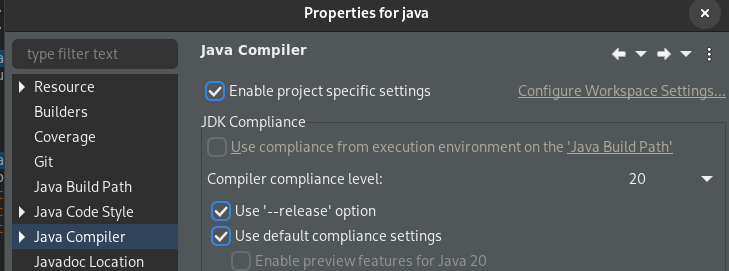 Properties for java
type filter text
Java Compiler
Resource
Enable project specific settings
Configure Workspace Settings...
Builders
JDK Compliance
Coverage
Use compliance from execution environment on the 'Java Build Path'
Git
Compiler compliance level:
20
Java Build Path
Java Code Style
Use '--release' option
Java Compiler
Use default compliance settings
Javadoc Location
Enable preview features for Java 20